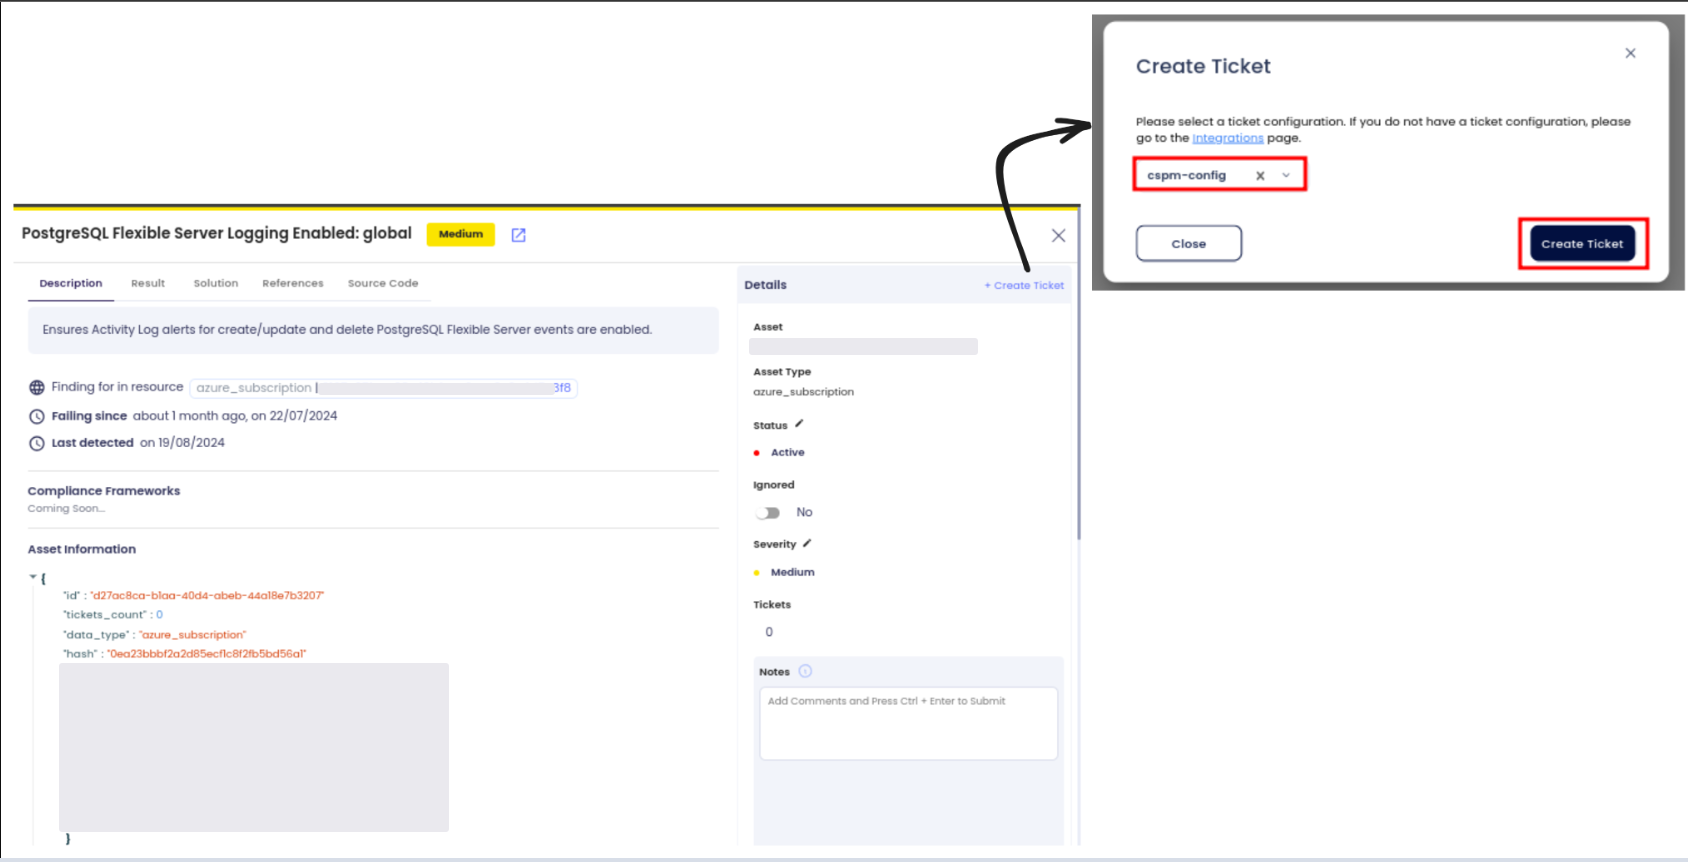 Create Ticket
Please select a ticket configuration. If you do not have a ticket configuration, please
go to the Integrations page.
cspm-config
Close
Create Ticket
PostgreSQL Flexible Server Logging Enabled: global
Medium
Description
Result
Solution
References
Source Code
Ensures Activity Log alerts for create/update and delete PostgreSQL Flexible Server events are enabled.
Finding for in resource azure_subscription | 3f8
Failing since about 1 month ago, on 22/07/2024
Last detected on 19/08/2024
Compliance Frameworks
Coming Soon...
Asset Information
{
"id" : "d27ac8ca-b1aa-40d4-abeb-44a18e7b3207"
"tickets_count" : 0
"data_type" : "azure_subscription"
"hash" : "0ea23bbbf2a2d85ecf1c8f2fb5bd56a1"
}
Details
+ Create Ticket
Asset
Asset Type
azure_subscription
Status
Active
Ignored
No
Severity
Medium
Tickets
0
Notes
Add Comments and Press Ctrl + Enter to Submit